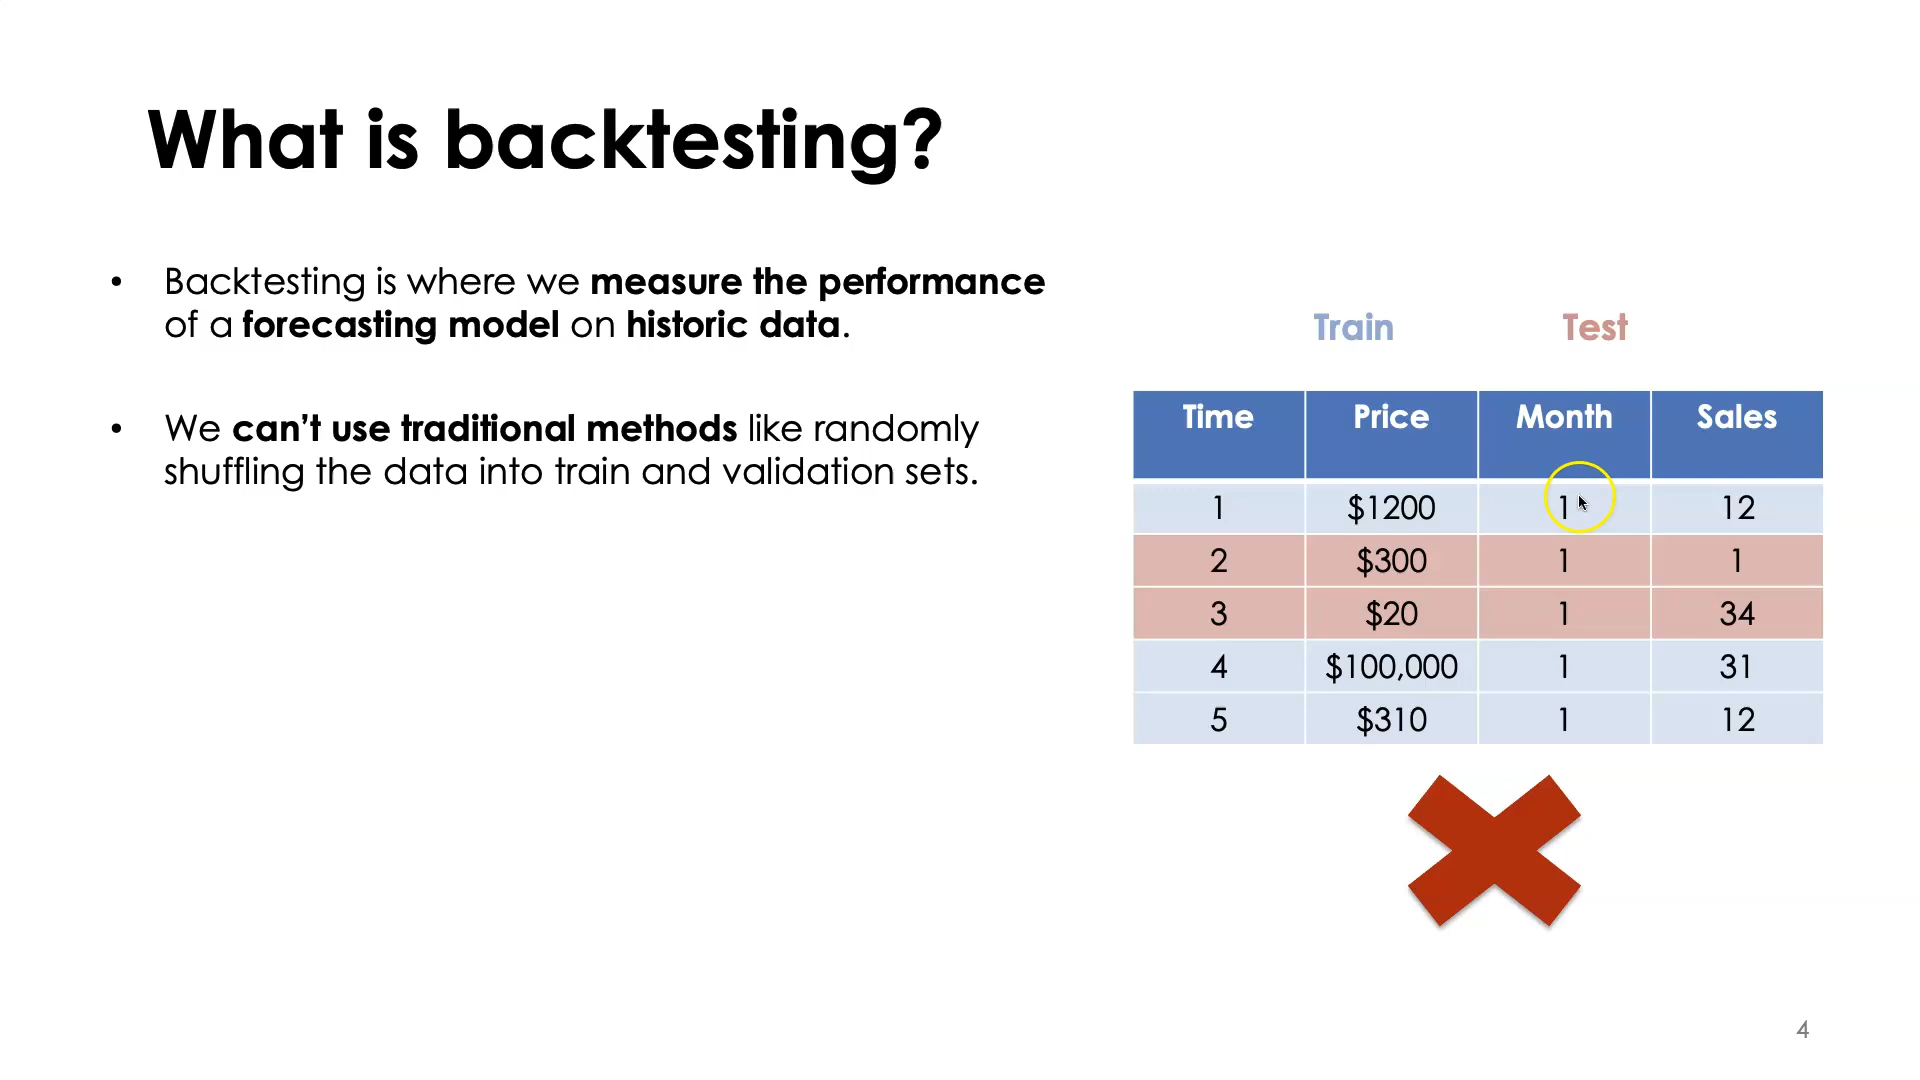 What is backtesting?
• Backtesting is where we measure the performance
of a forecasting model on historic data.
• We can’t use traditional methods like randomly
shuffling the data into train and validation sets.
Train Test
Time Price Month Sales
1 $1200 1 12
2 $300 1 1
3 $20 1 34
4 $100,000 1 31
5 $310 1 12
4